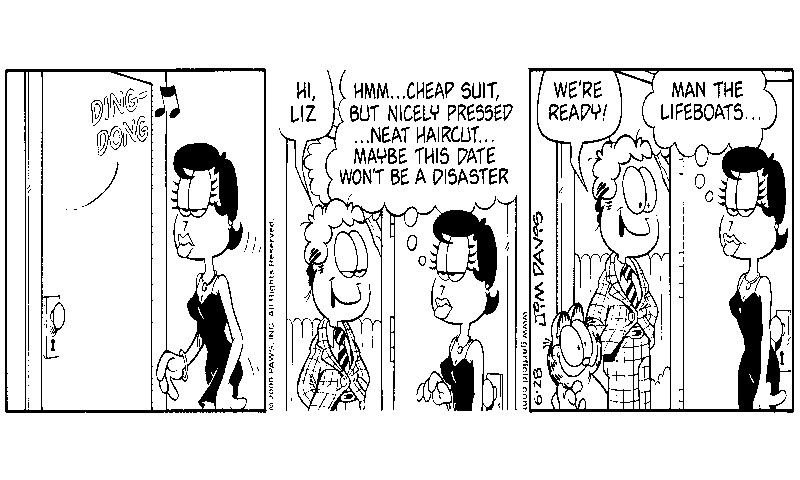 DING-
DONG
HI,
LIZ
HMM...CHEAP SUIT,
BUT NICELY PRESSED
...NEAT HAIRCUT...
MAYBE THIS DATE
WON'T BE A DISASTER
PAWS, INC. All Rights Reserved.
WE'RE
READY!
MAN THE
LIFEBOATS...
www.garfield.com
JIM DAVIS
6-28